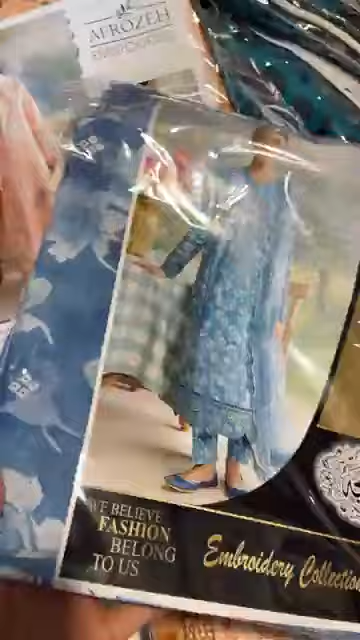 AFROZEH
WE BELIEVE
FASHION
BELONG
TO US
Embroidery Collection